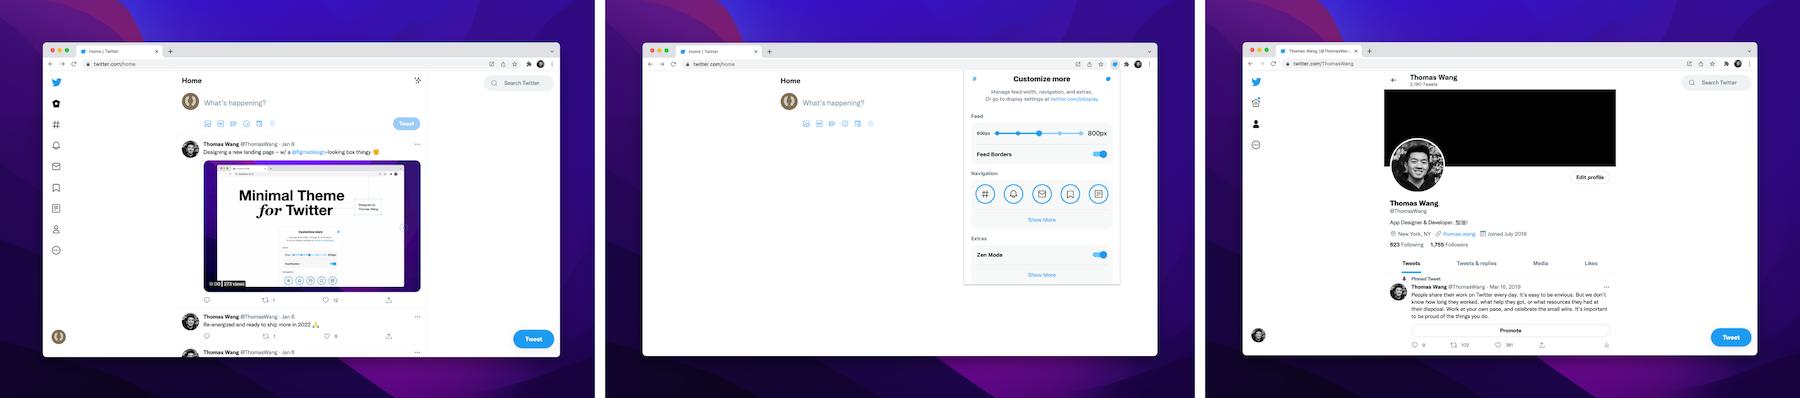 Home / Twitter
twitter.com/home
Home
Search Twitter
What's happening?
Tweet
Thomas Wang @ThomasWang · Jan 8
Designing a new landing page – w/ a @figmadesign-looking box thingy
Minimal Theme
for Twitter
Designed by
Thomas Wang
Customize more
0:00 273 views
1
12
Thomas Wang @ThomasWang · Jan 6
Re-energized and ready to ship more in 2022
1
6
Thomas Wang @ThomasWang · Jan 6
Tweet
Home / Twitter
twitter.com/home
Home
What's happening?
Customize more
Manage feed width, navigation, and extras.
Or go to display settings at twitter.com/i/display.
Feed
600px
800px
Feed Borders
Navigation
Show More
Extras
Zen Mode
Show More
Thomas Wang (@ThomasWang
twitter.com/ThomasWang
Thomas Wang
2,180 Tweets
Search Twitter
Edit profile
Thomas Wang
@ThomasWang
App Designer & Developer. 加油!
New York, NY thomas.wang Joined July 2018
623 Following 1,755 Followers
Tweets Tweets & replies Media Likes
Pinned Tweet
Thomas Wang @ThomasWang · Mar 16, 2019
People share their work on Twitter every day. It's easy to be envious. But we don't
know how long they worked, what help they got, or what resources they had at
their disposal. Work at your own pace, and celebrate the small wins. It's important
to be proud of the things you do.
Promote
9
102
381
Tweet